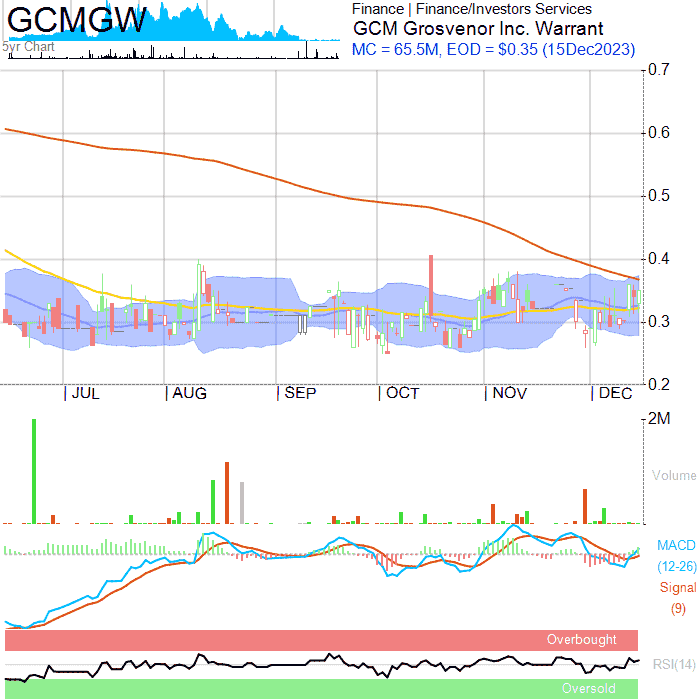 GCMGW
5yr Chart
Finance | Finance/Investors Services
GCM Grosvenor Inc. Warrant
MC = 65.5M, EOD = $0.35 (15Dec2023)
0.7
0.6
0.5
0.4
0.3
0.2
| JUL | AUG | SEP | OCT | NOV | DEC
2M
Volume
MACD
(12-26)
Signal
(9)
Overbought
RSI(14)
Oversold